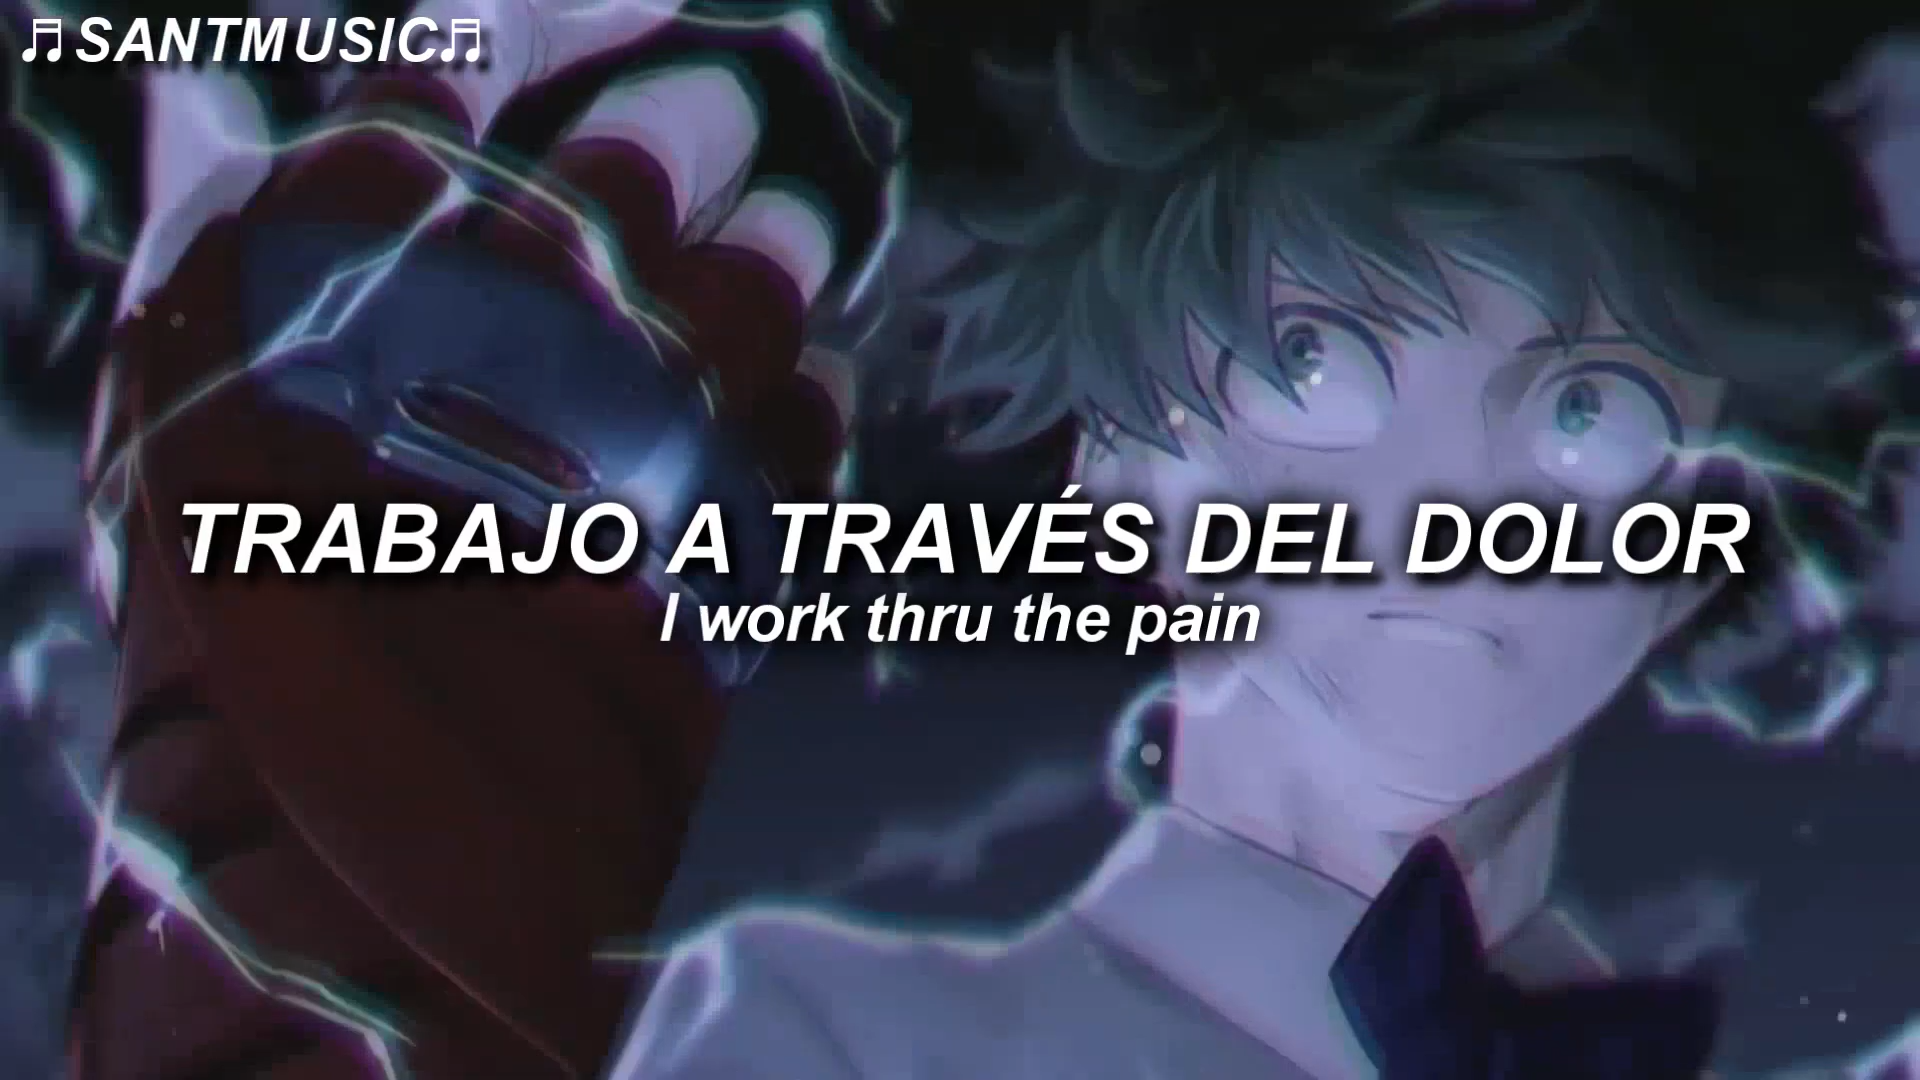 ♬SANTMUSIC♬
TRABAJO A TRAVÉS DEL DOLOR
I work thru the pain